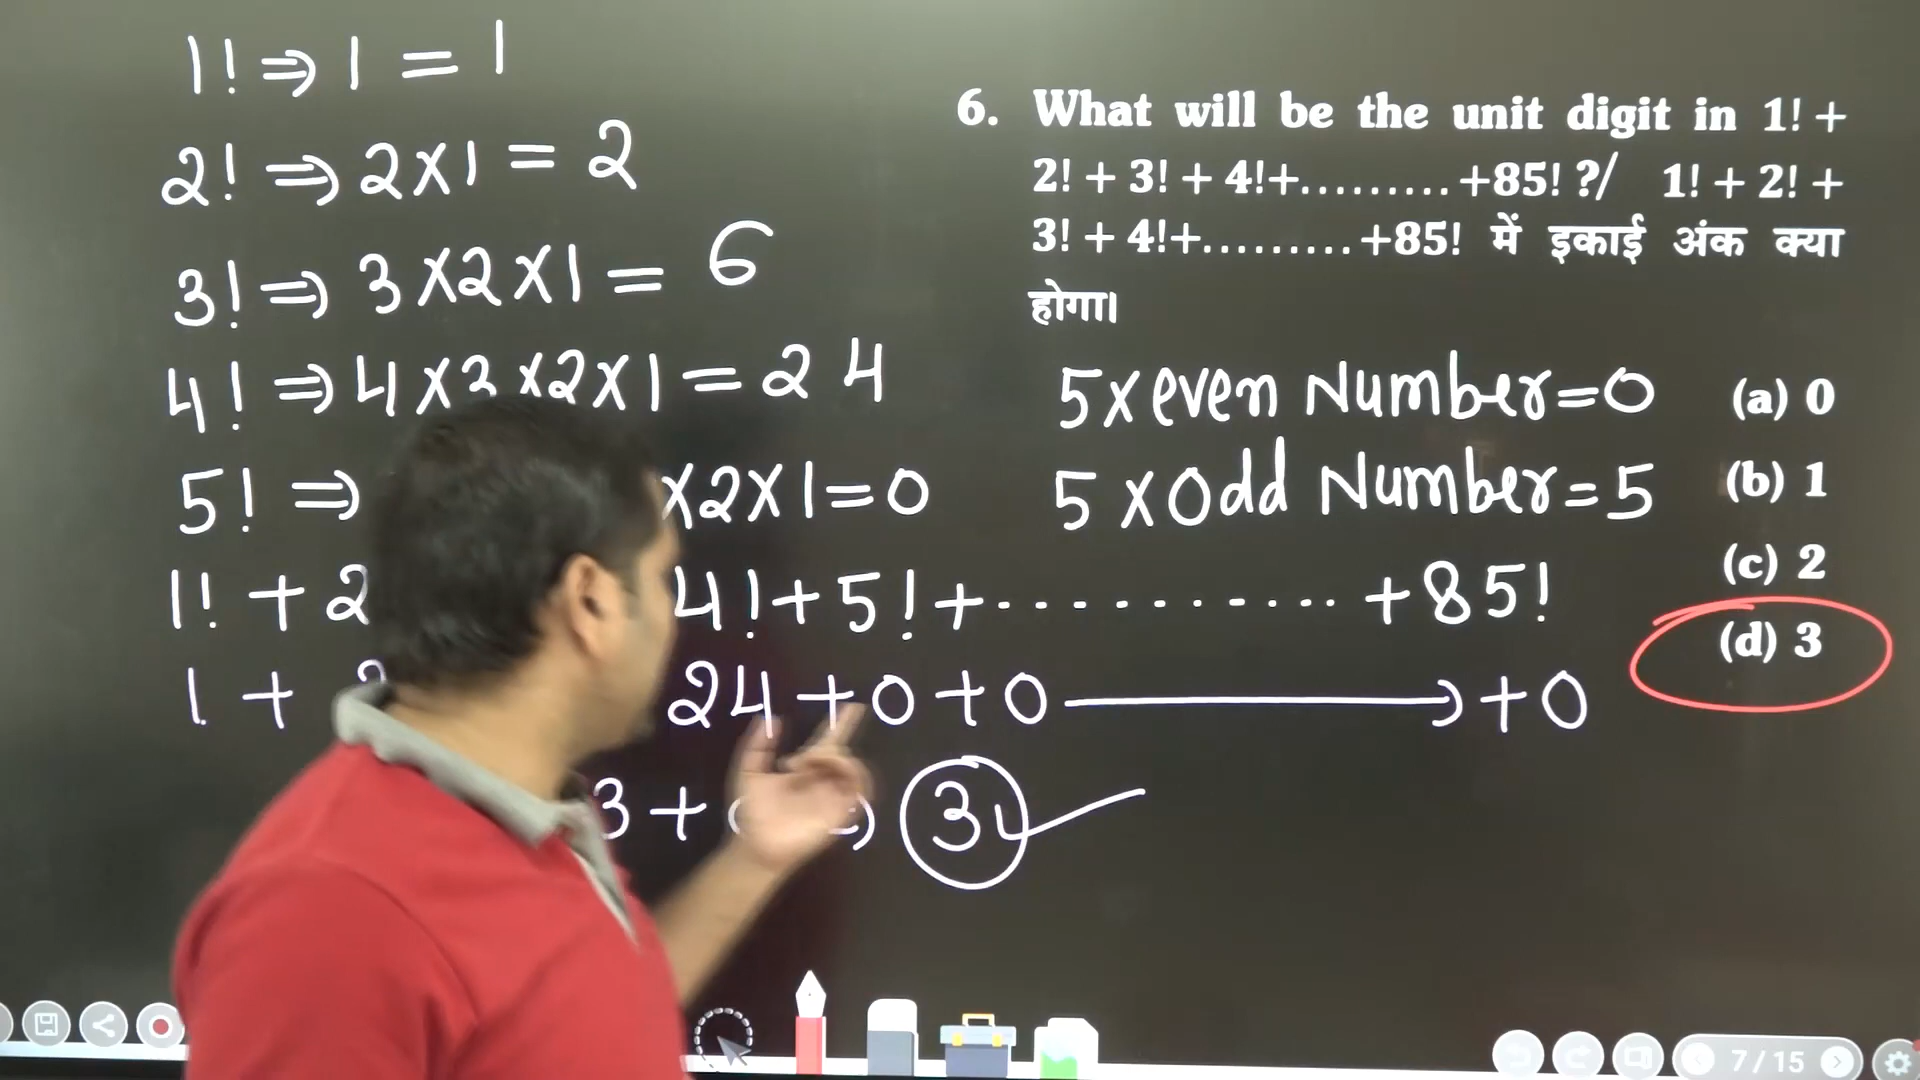 1! ⇒ 1 = 1
2! ⇒ 2×1 = 2
3! ⇒ 3×2×1 = 6
4! ⇒ 4×3×2×1 = 24
5! ⇒ ×2×1=0
1! + 2 4!+5!+..........+85!
1 + 24+0+0⟶+0
3+ 3
6. What will be the unit digit in 1! +
2! + 3! + 4!+.........+85! ?/ 1! + 2! +
3! + 4!+.........+85! में इकाई अंक क्या
होगा।
5×even Number=0
5×Odd Number=5
(a) 0
(b) 1
(c) 2
(d) 3
7 / 15